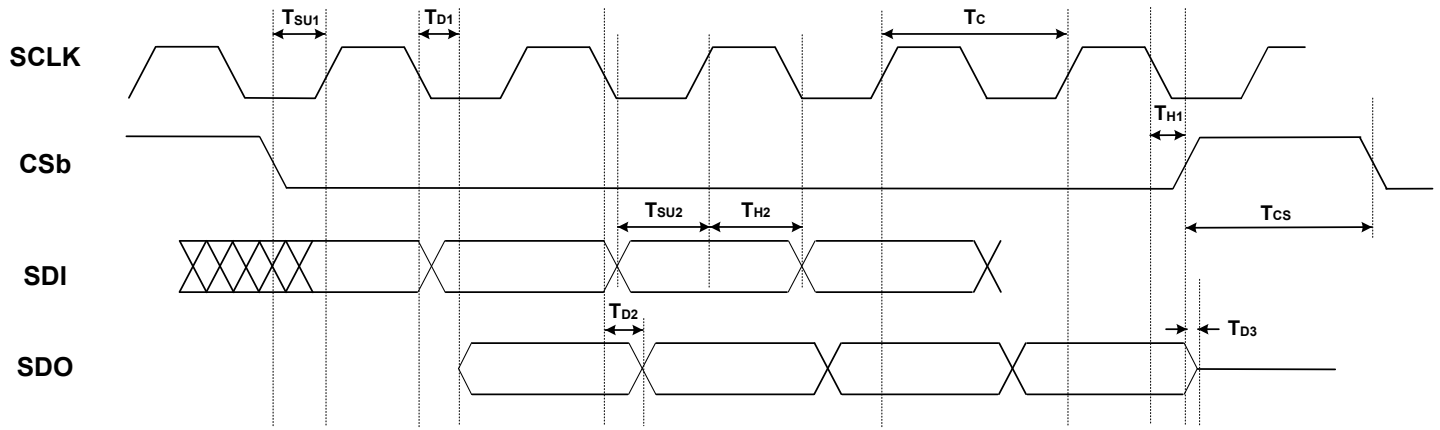 TSU1 TD1 TC
SCLK
TH1
CSb
TSU2 TH2 TCS
SDI
TD2 TD3
SDO